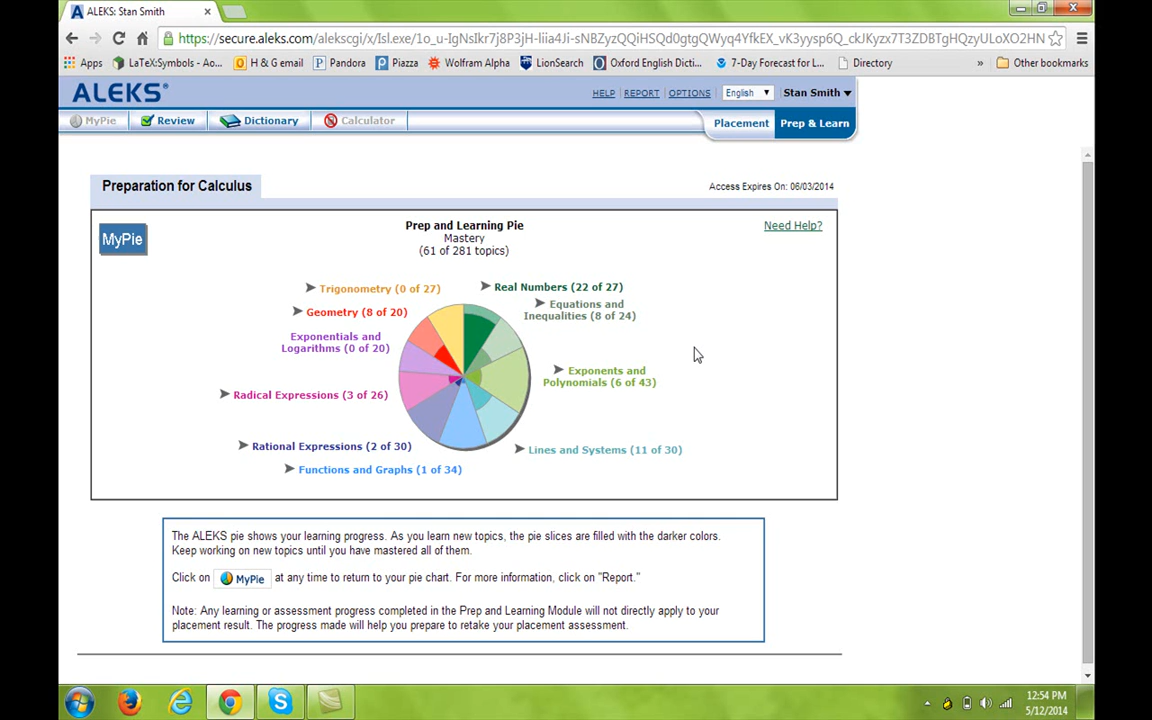 ALEKS: Stan Smith
https://secure.aleks.com/alekscgi/x/Isl.exe/1o_u-IgNsIkr7j8P3jH-liia4Ji-sNBZyzQQiHSQd0gtgQWyq4YfkEX_vK3yysp6Q_ckJKyzx7T3ZDBTgHQzyULoXO2HN
Apps LaTeX:Symbols - Ao... H & G email Pandora Piazza Wolfram Alpha LionSearch Oxford English Dicti... 7-Day Forecast for L... Directory » Other bookmarks
ALEKS® HELP REPORT OPTIONS English Stan Smith
MyPie Review Dictionary Calculator Placement Prep & Learn
Preparation for Calculus
Access Expires On: 06/03/2014
MyPie
Prep and Learning Pie
Need Help?
Mastery
(61 of 281 topics)
Trigonometry (0 of 27)
Real Numbers (22 of 27)
Geometry (8 of 20)
Equations and
Inequalities (8 of 24)
Exponentials and
Logarithms (0 of 20)
Exponents and
Polynomials (6 of 43)
Radical Expressions (3 of 26)
Rational Expressions (2 of 30)
Lines and Systems (11 of 30)
Functions and Graphs (1 of 34)
The ALEKS pie shows your learning progress. As you learn new topics, the pie slices are filled with the darker colors.
Keep working on new topics until you have mastered all of them.
Click on MyPie at any time to return to your pie chart. For more information, click on "Report."
Note: Any learning or assessment progress completed in the Prep and Learning Module will not directly apply to your
placement result. The progress made will help you prepare to retake your placement assessment.
12:54 PM
5/12/2014